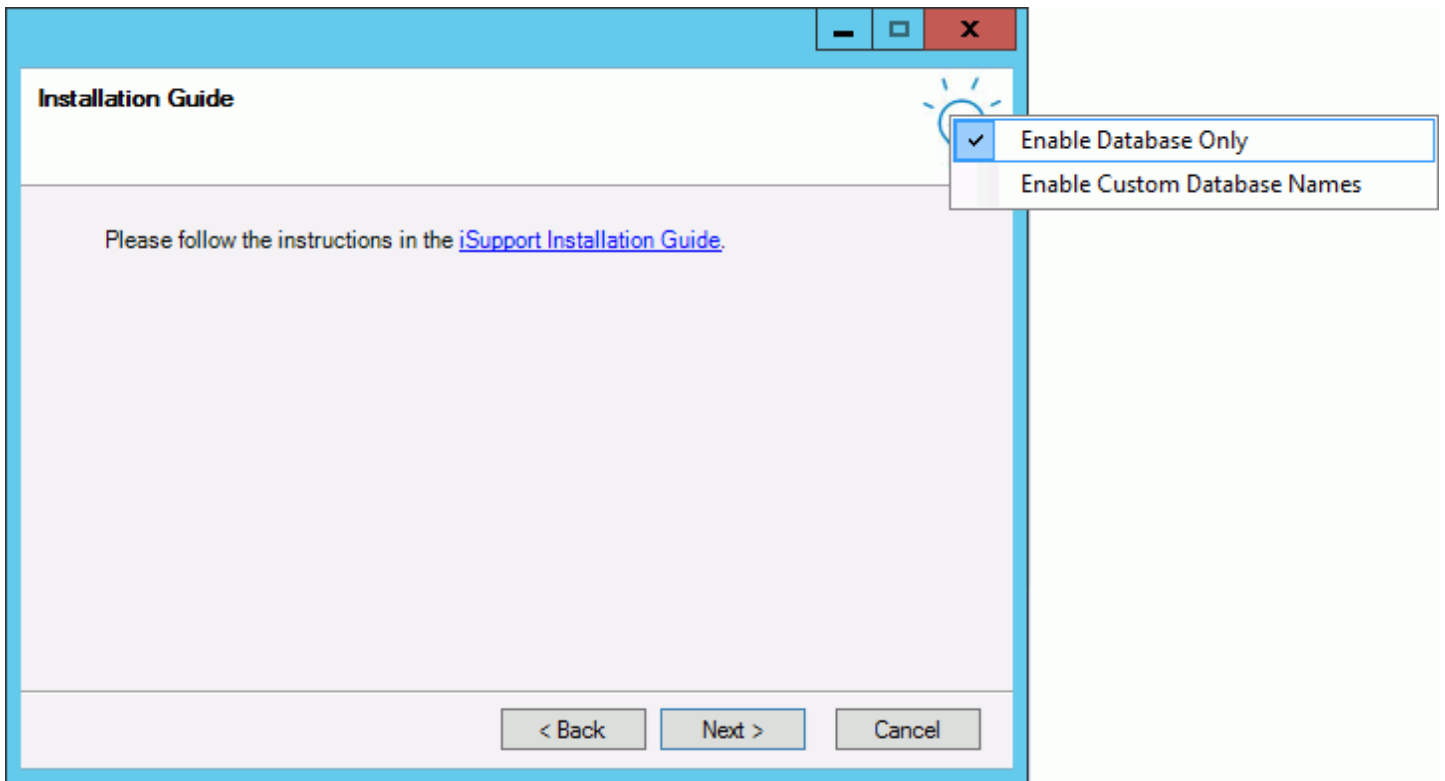 Installation Guide
Enable Database Only
Enable Custom Database Names
Please follow the instructions in the iSupport Installation Guide.
< Back
Next >
Cancel